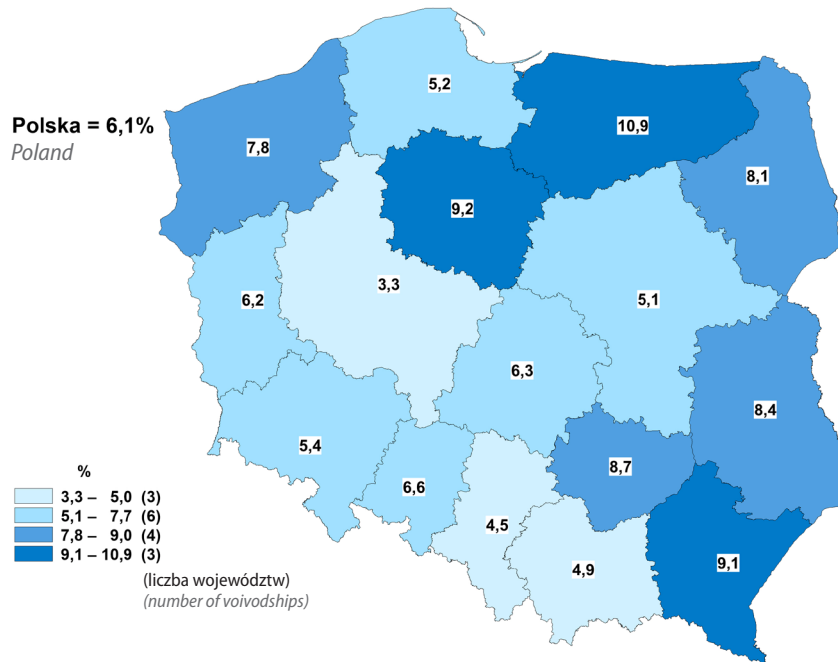 5,2
Polska = 6,1%
Poland
7,8
10,9
8,1
9,2
3,3
6,2
5,1
6,3
8,4
5,4
8,7
6,6
4,5
4,9
9,1
%
3,3 – 5,0 (3)
5,1 – 7,7 (6)
7,8 – 9,0 (4)
9,1 – 10,9 (3)
(liczba województw)
(number of voivodships)